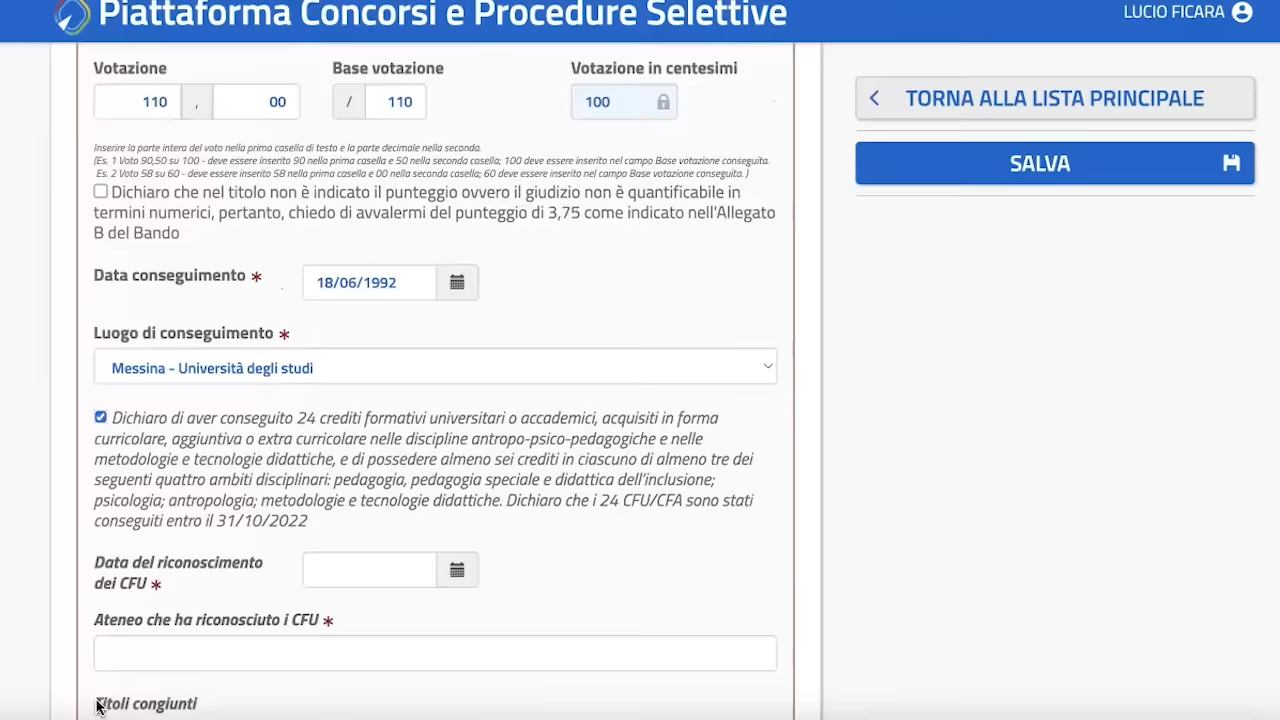 Piattaforma Concorsi e Procedure Selettive
LUCIO FICARA
Votazione
Base votazione
Votazione in centesimi
110
,
00
/
110
100
Inserire la parte intera del voto nella prima casella di testo e la parte decimale nella seconda.
(Es. 1 Voto 90,50 su 100 - deve essere inserito 90 nella prima casella e 50 nella seconda casella; 100 deve essere inserito nel campo Base votazione conseguita.
Es. 2 Voto 58 su 60 - deve essere inserito 58 nella prima casella e 00 nella seconda casella; 60 deve essere inserito nel campo Base votazione conseguita. )
Dichiaro che nel titolo non è indicato il punteggio ovvero il giudizio non è quantificabile in
termini numerici, pertanto, chiedo di avvalermi del punteggio di 3,75 come indicato nell'Allegato
B del Bando
Data conseguimento *
18/06/1992
Luogo di conseguimento *
Messina - Università degli studi
Dichiaro di aver conseguito 24 crediti formativi universitari o accademici, acquisiti in forma
curricolare, aggiuntiva o extra curricolare nelle discipline antropo-psico-pedagogiche e nelle
metodologie e tecnologie didattiche, e di possedere almeno sei crediti in ciascuno di almeno tre dei
seguenti quattro ambiti disciplinari: pedagogia, pedagogia speciale e didattica dell'inclusione;
psicologia; antropologia; metodologie e tecnologie didattiche. Dichiaro che i 24 CFU/CFA sono stati
conseguiti entro il 31/10/2022
Data del riconoscimento
dei CFU *
Ateneo che ha riconosciuto i CFU *
Titoli congiunti
TORNA ALLA LISTA PRINCIPALE
SALVA